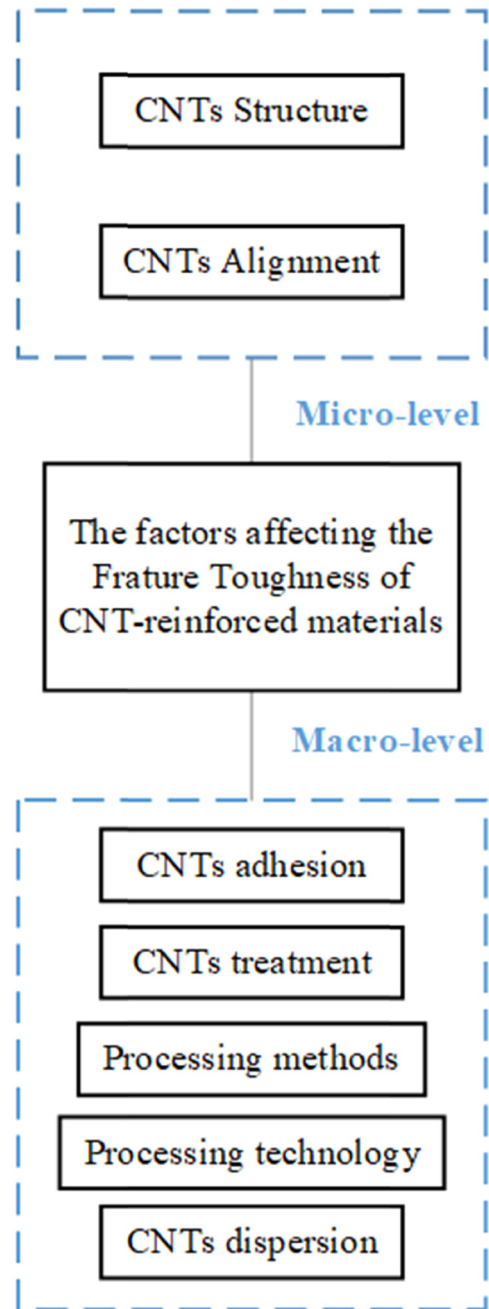 CNTs Structure
CNTs Alignment
Micro-level
The factors affecting the
Frature Toughness of
CNT-reinforced materials
Macro-level
CNTs adhesion
CNTs treatment
Processing methods
Processing technology
CNTs dispersion